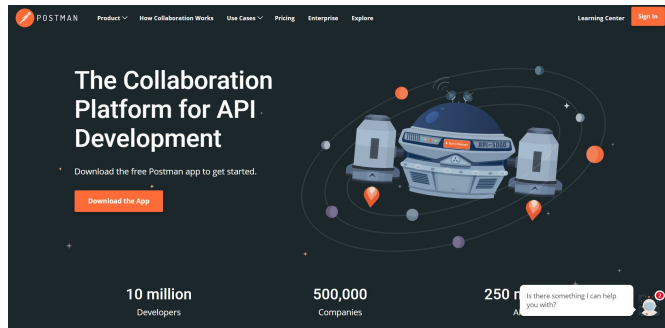 POSTMAN Product How Collaboration Works Use Cases Pricing Enterprise Explore Learning Center Sign In
The Collaboration
Platform for API
Development
Download the free Postman app to get started.
Download the App
10 million 500,000 250
Developers Companies
Is there something I can help
you with?
2